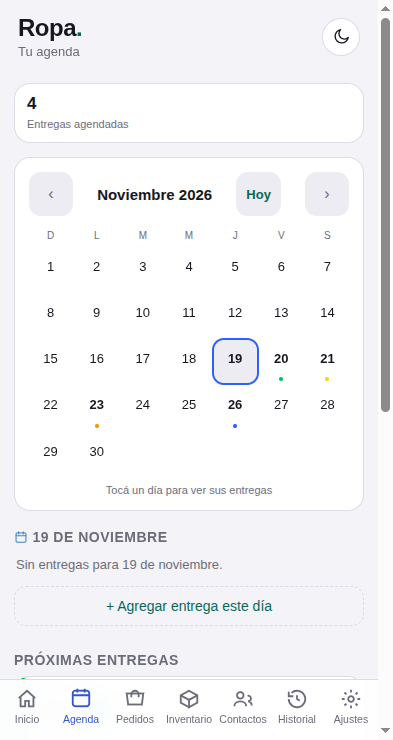 Ropa.
Tu agenda
4
Entregas agendadas
‹ Noviembre 2026 Hoy ›
D L M M J V S
1 2 3 4 5 6 7
8 9 10 11 12 13 14
15 16 17 18 19 20 21
22 23 24 25 26 27 28
29 30
Tocá un día para ver sus entregas
19 DE NOVIEMBRE
Sin entregas para 19 de noviembre.
+ Agregar entrega este día
PRÓXIMAS ENTREGAS
Inicio Agenda Pedidos Inventario Contactos Historial Ajustes